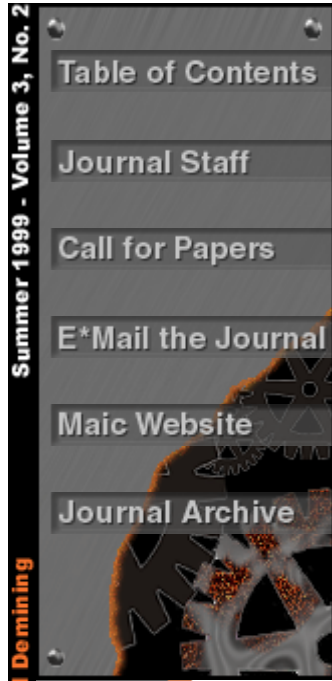 Summer 1999 - Volume 3, No. 2
Demining
Table of Contents
Journal Staff
Call for Papers
E*Mail the Journal
Maic Website
Journal Archive